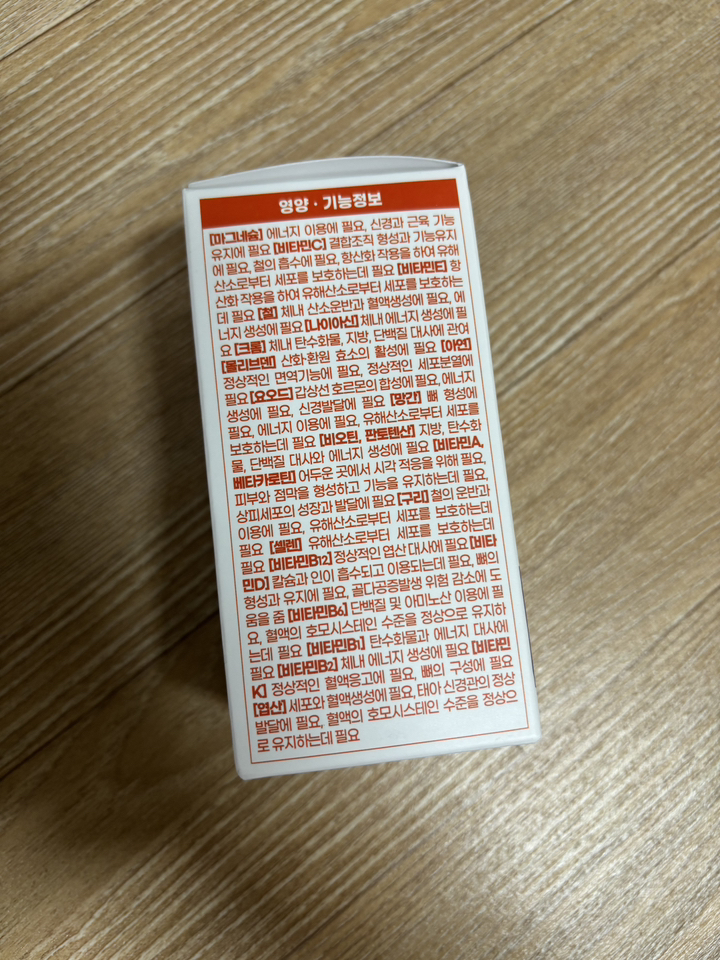 영양 · 기능정보
[마그네슘] 에너지 이용에 필요, 신경과 근육 기능
유지에 필요 [비타민C] 결합조직 형성과 기능유지
에 필요, 철의 흡수에 필요, 항산화 작용을 하여 유해
산소로부터 세포를 보호하는데 필요 [비타민E] 항
산화 작용을 하여 유해산소로부터 세포를 보호하는
데 필요 [철] 체내 산소운반과 혈액생성에 필요, 에
너지 생성에 필요 [나이아신] 체내 에너지 생성에 필
요 [크롬] 체내 탄수화물, 지방, 단백질 대사에 관여
[몰리브덴] 산화·환원 효소의 활성에 필요 [아연]
정상적인 면역기능에 필요, 정상적인 세포분열에
필요 [요오드] 갑상선 호르몬의 합성에 필요, 에너지
생성에 필요, 신경발달에 필요 [망간] 뼈 형성에
필요, 에너지 이용에 필요, 유해산소로부터 세포를
보호하는데 필요 [비오틴, 판토텐산] 지방, 탄수화
물, 단백질 대사와 에너지 생성에 필요 [비타민A,
베타카로틴] 어두운 곳에서 시각 적응을 위해 필요,
피부와 점막을 형성하고 기능을 유지하는데 필요,
상피세포의 성장과 발달에 필요 [구리] 철의 운반과
이용에 필요, 유해산소로부터 세포를 보호하는데
필요 [셀렌] 유해산소로부터 세포를 보호하는데
필요 [비타민B12] 정상적인 엽산 대사에 필요 [비타
민D] 칼슘과 인이 흡수되고 이용되는데 필요, 뼈의
형성과 유지에 필요, 골다공증발생 위험 감소에 도
움을 줌 [비타민B6] 단백질 및 아미노산 이용에 필
요, 혈액의 호모시스테인 수준을 정상으로 유지하
는데 필요 [비타민B1] 탄수화물과 에너지 대사에
필요 [비타민B2] 체내 에너지 생성에 필요 [비타민
K] 정상적인 혈액응고에 필요, 뼈의 구성에 필요
[엽산] 세포와 혈액생성에 필요, 태아 신경관의 정상
발달에 필요, 혈액의 호모시스테인 수준을 정상으
로 유지하는데 필요